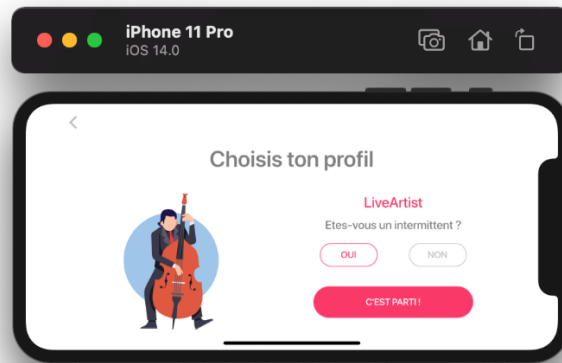 iPhone 11 Pro
iOS 14.0
Choisis ton profil
LiveArtist
Etes-vous un intermittent ?
OUI
NON
C'EST PARTI !